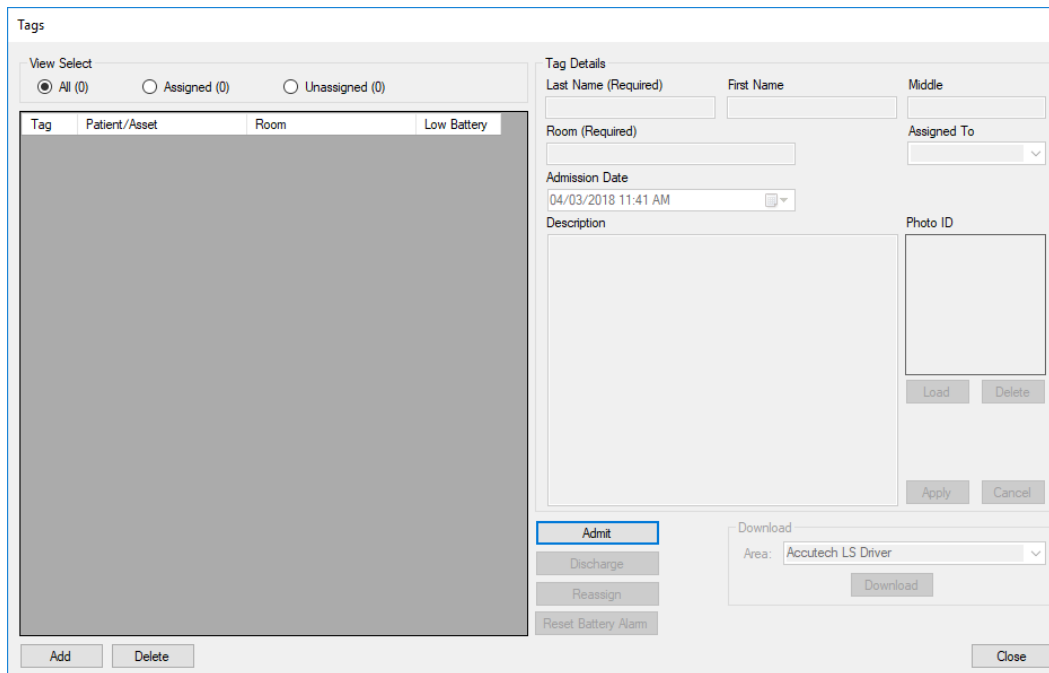 Tags
View Select
All (0) Assigned (0) Unassigned (0)
Tag Patient/Asset Room Low Battery
Add Delete
Tag Details
Last Name (Required) First Name Middle
Room (Required) Assigned To
Admission Date
04/03/2018 11:41 AM
Description Photo ID
Load Delete
Apply Cancel
Admit
Discharge
Reassign
Reset Battery Alarm
Download
Area: Accutech LS Driver
Download
Close